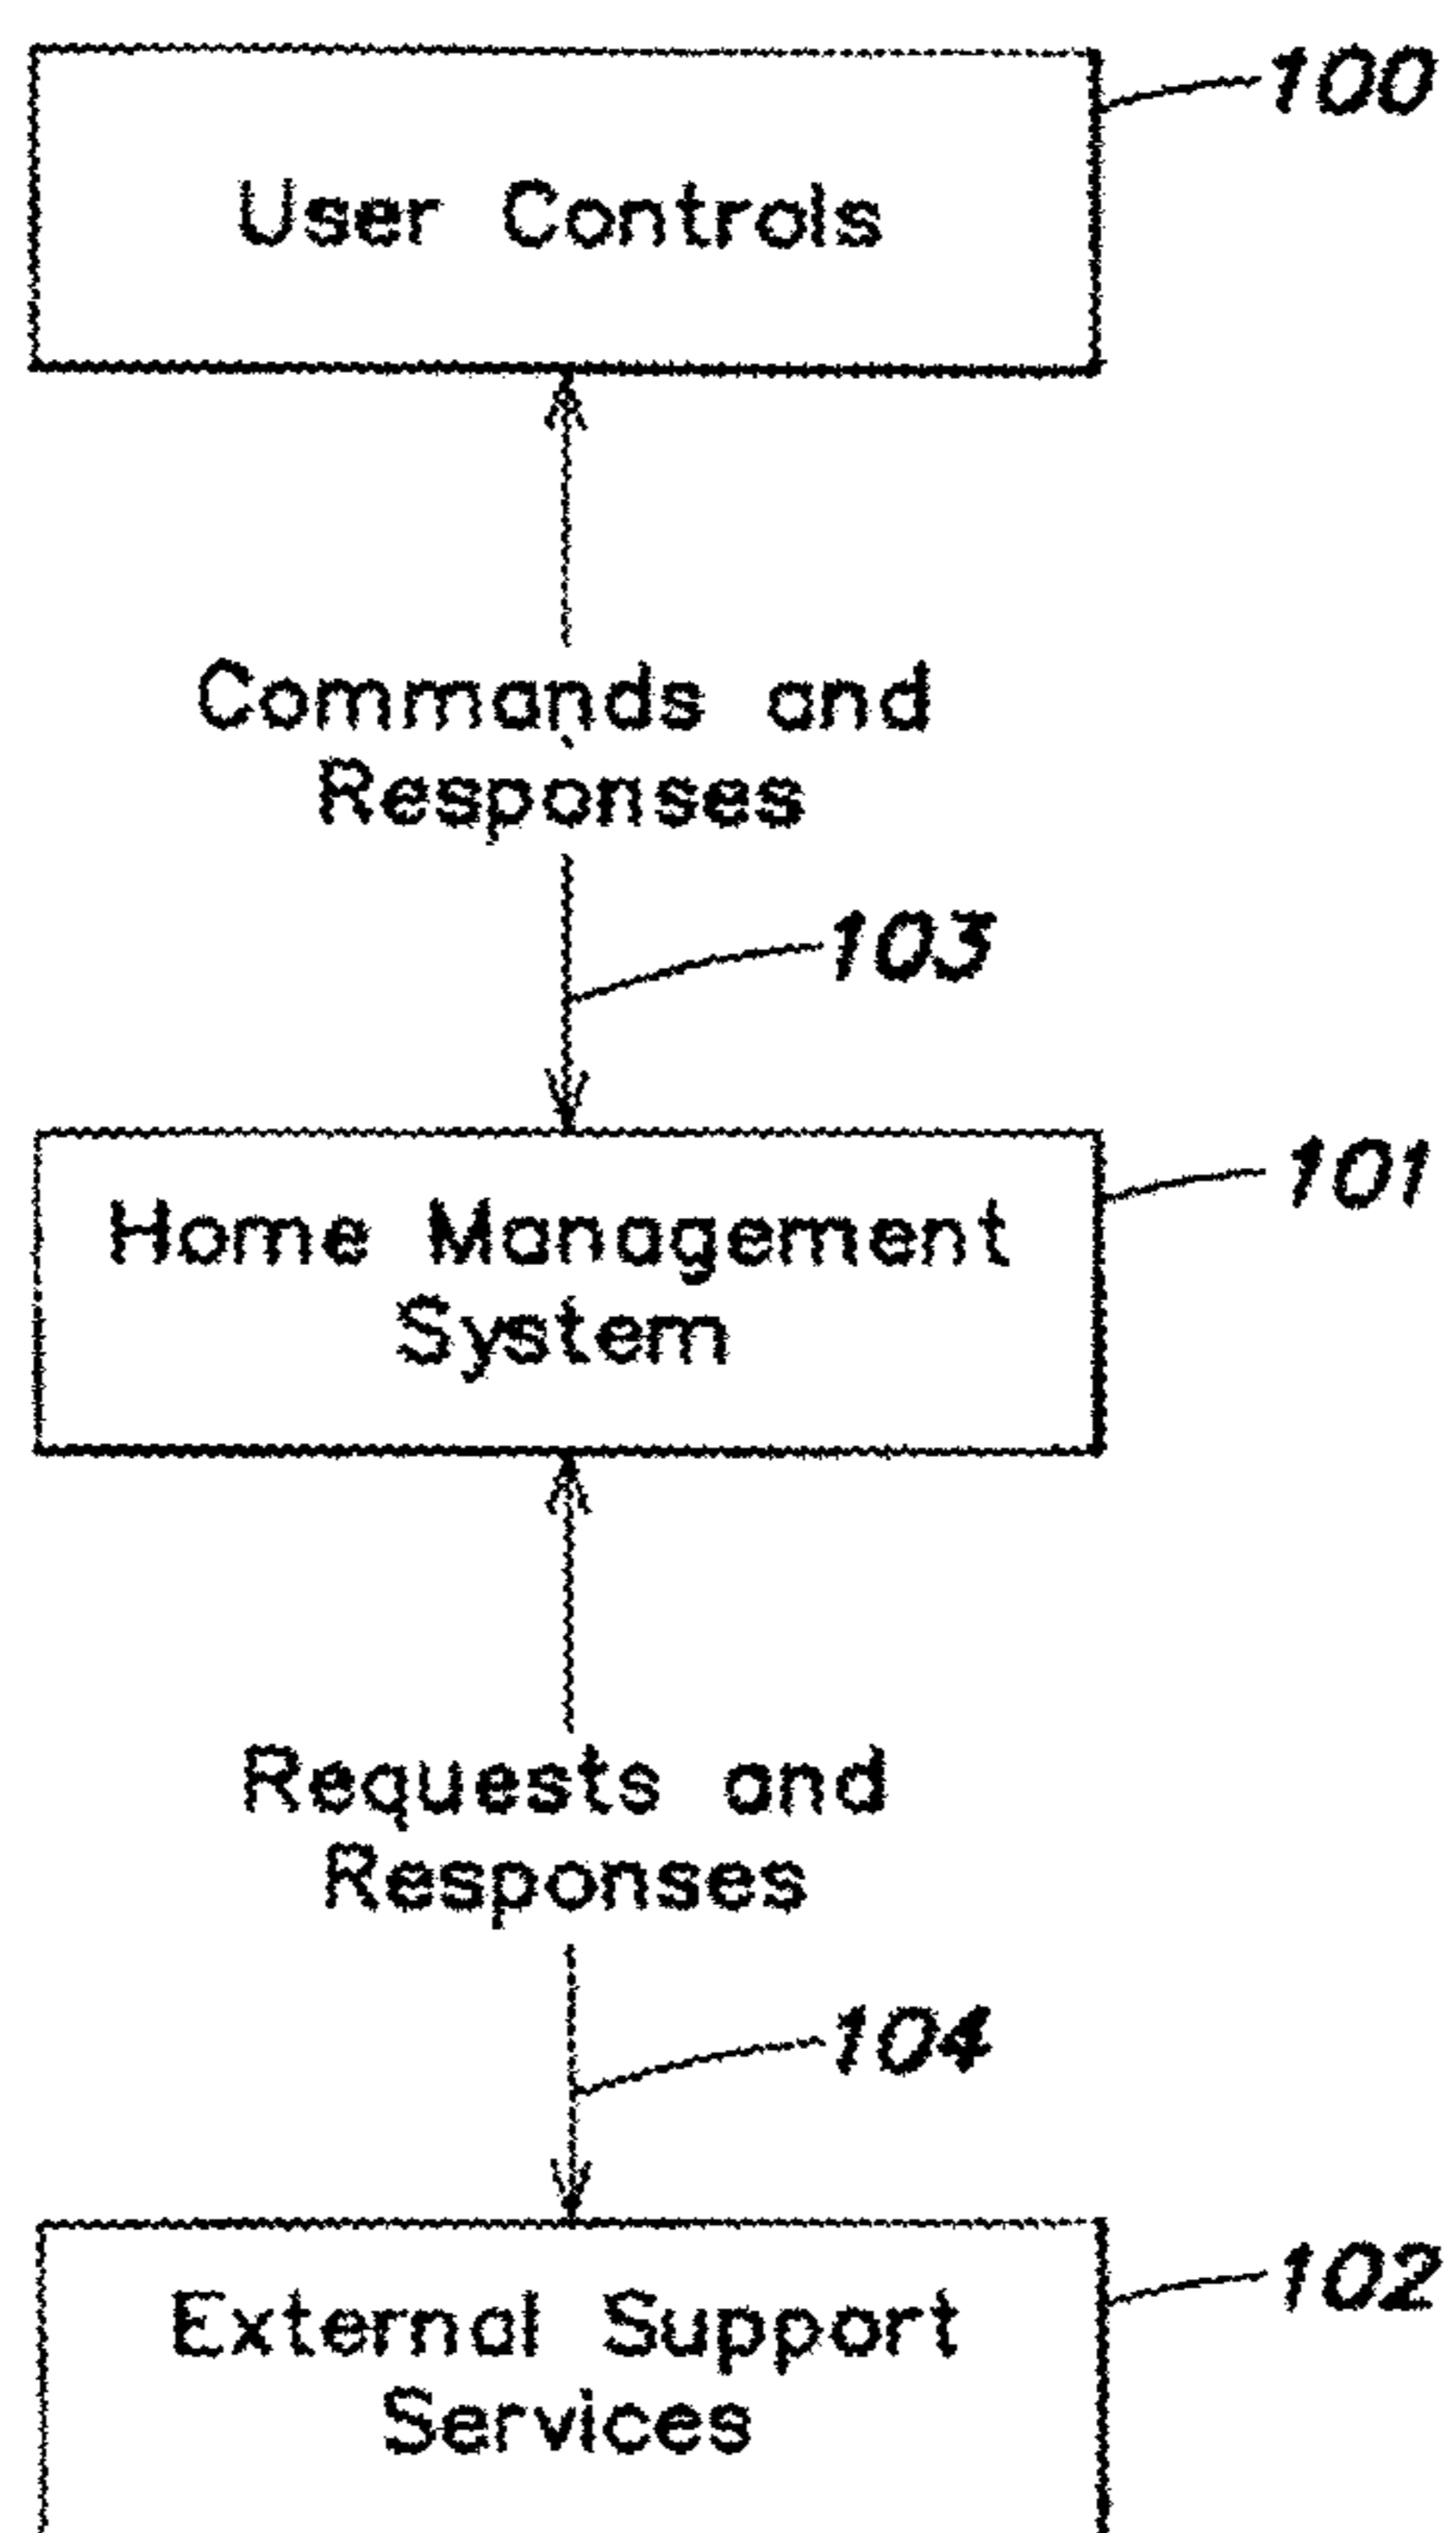 100
User Controls
Commands and
Responses
103
101
Home Management
System
Requests and
Responses
104
102
External Support
Services